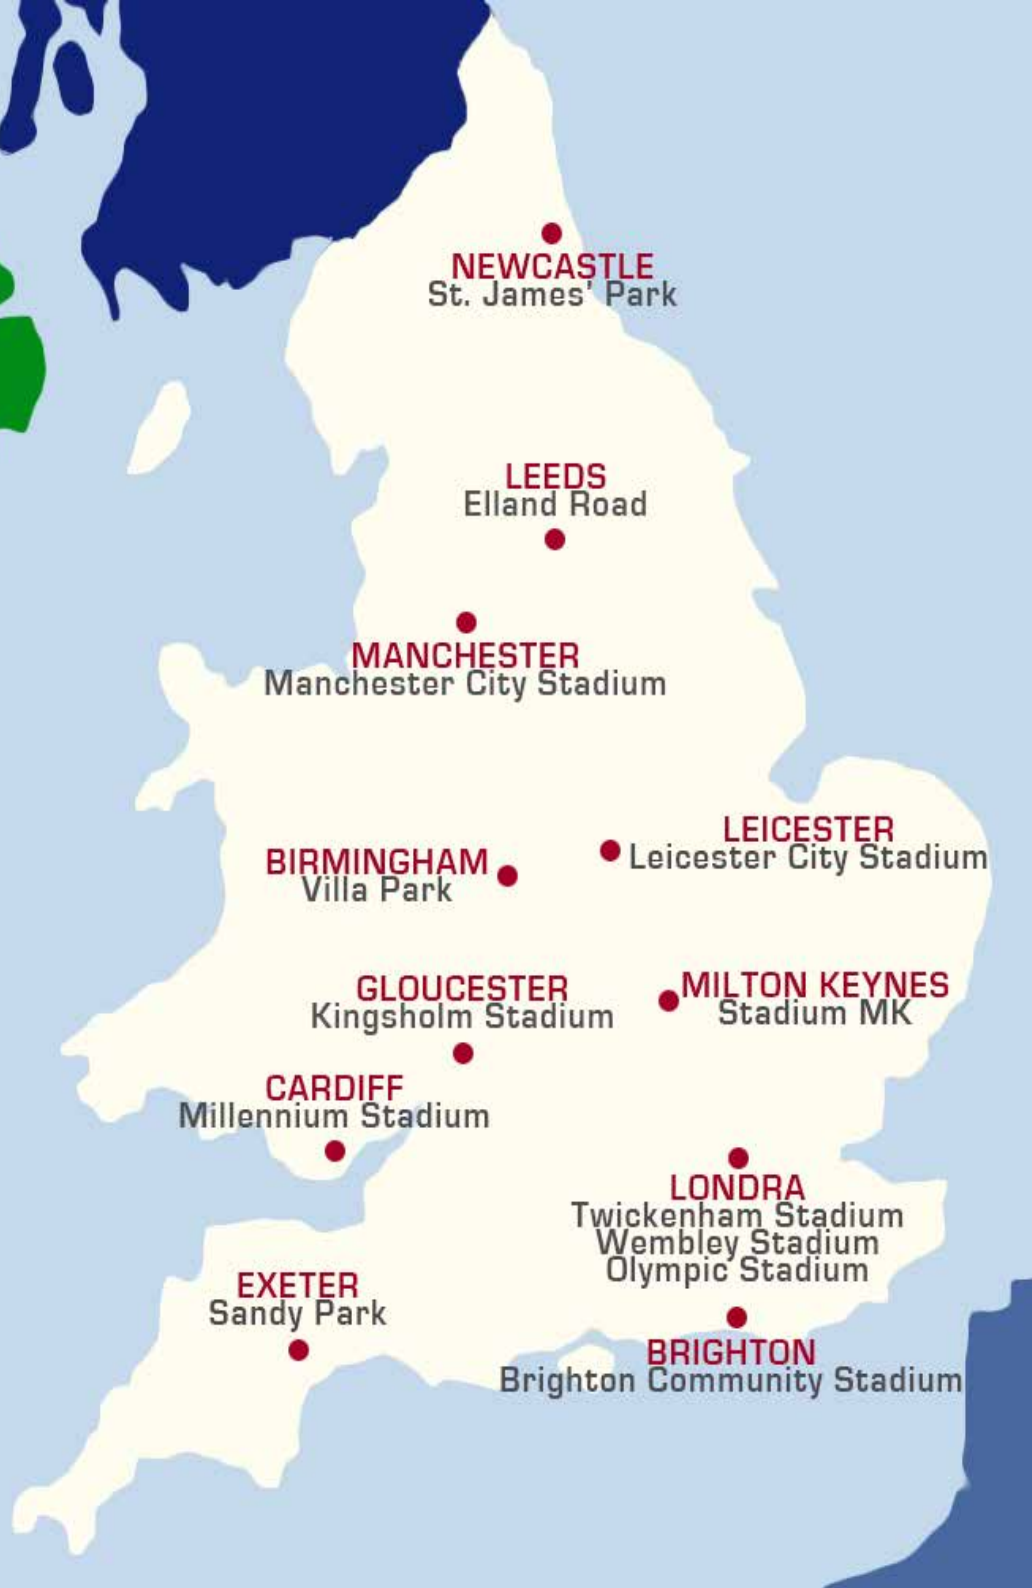 NEWCASTLE
St. James' Park
LEEDS
Elland Road
MANCHESTER
Manchester City Stadium
LEICESTER
Leicester City Stadium
BIRMINGHAM
Villa Park
MILTON KEYNES
Stadium MK
GLOUCESTER
Kingsholm Stadium
CARDIFF
Millennium Stadium
LONDRA
Twickenham Stadium
Wembley Stadium
Olympic Stadium
EXETER
Sandy Park
BRIGHTON
Brighton Community Stadium